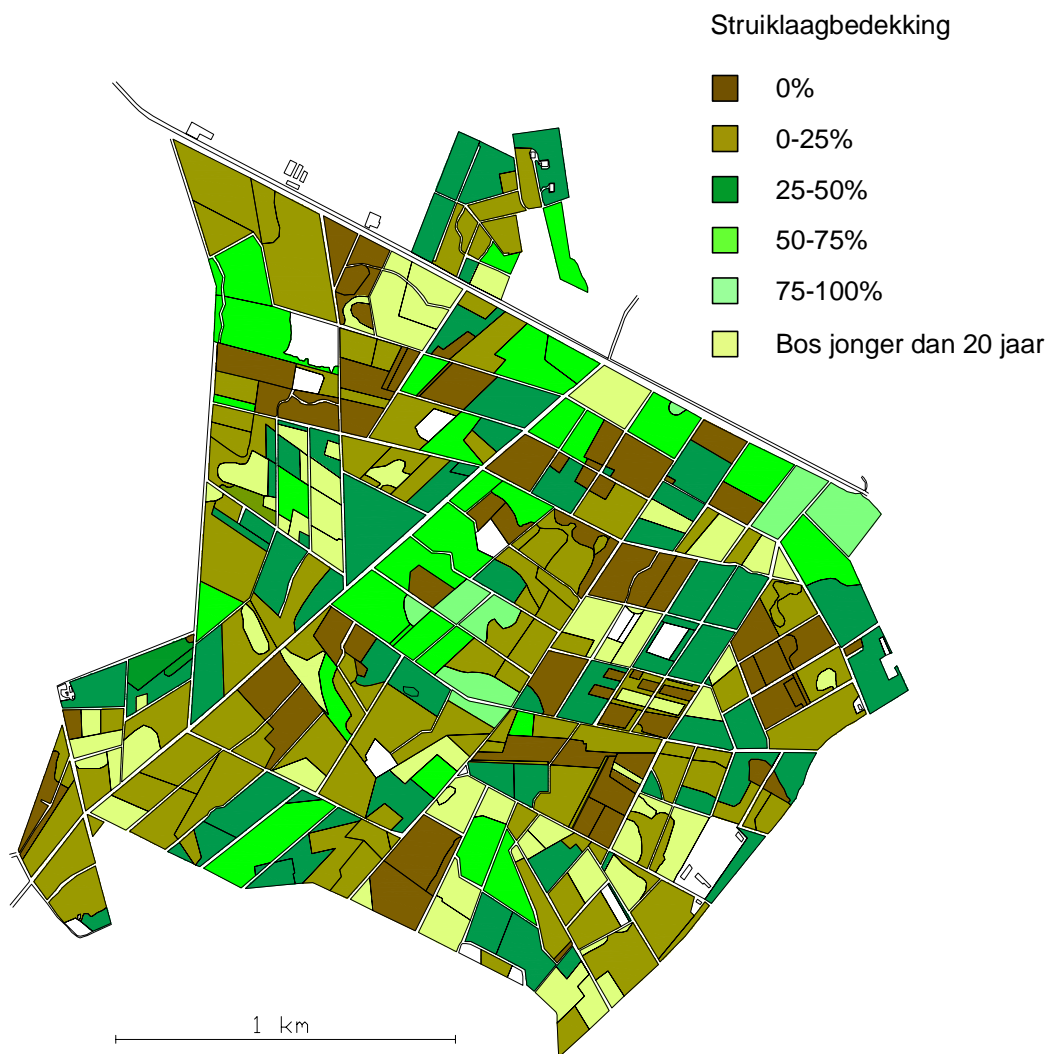 Struiklaagbedekking
0%
0-25%
25-50%
50-75%
75-100%
Bos jonger dan 20 jaar
1 km